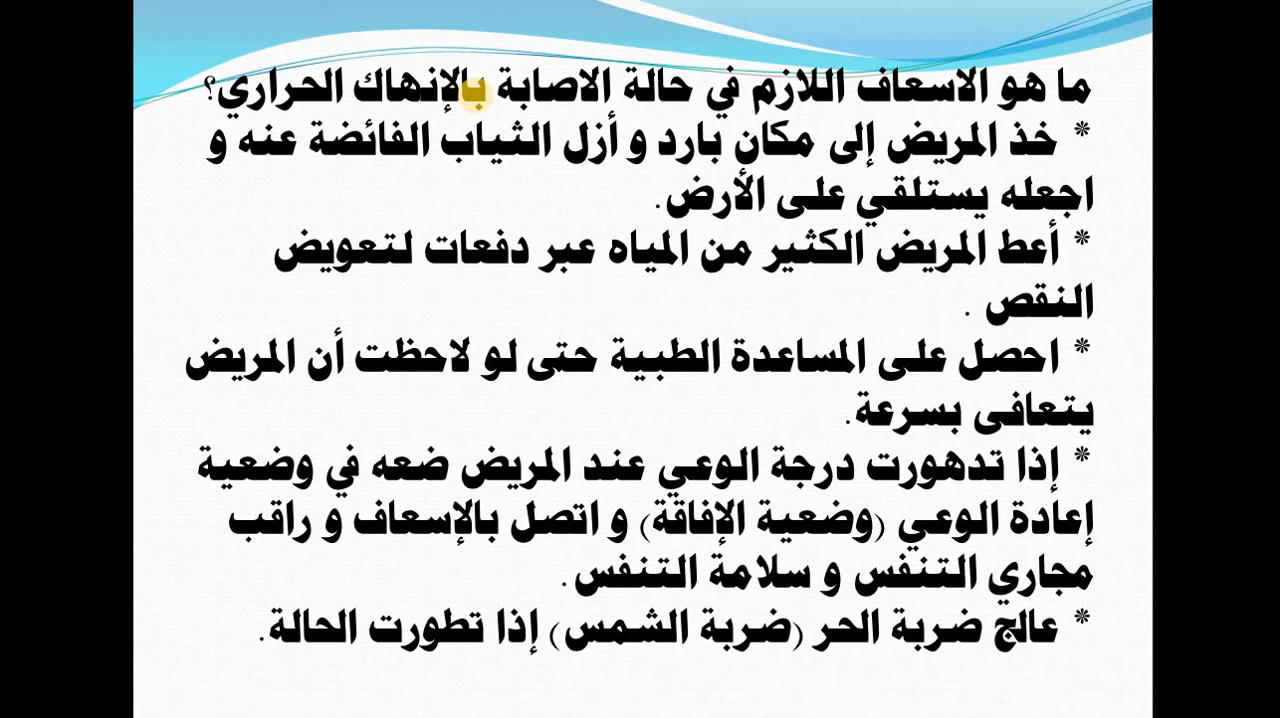 ما هو الاسعاف اللازم في حالة الاصابة بالإنهاك الحراري؟
* خذ المريض إلى مكان بارد و أزل الثياب الفائضة عنه و
اجعله يستلقي على الأرض.
* أعط المريض الكثير من المياه عبر دفعات لتعويض
النقص .
* احصل على المساعدة الطبية حتى لو لاحظت أن المريض
يتعافى بسرعة.
* إذا تدهورت درجة الوعي عند المريض ضعه في وضعية
إعادة الوعي (وضعية الإفاقة) و اتصل بالإسعاف و راقب
مجاري التنفس و سلامة التنفس.
* عالج ضربة الحر (ضربة الشمس) إذا تطورت الحالة.